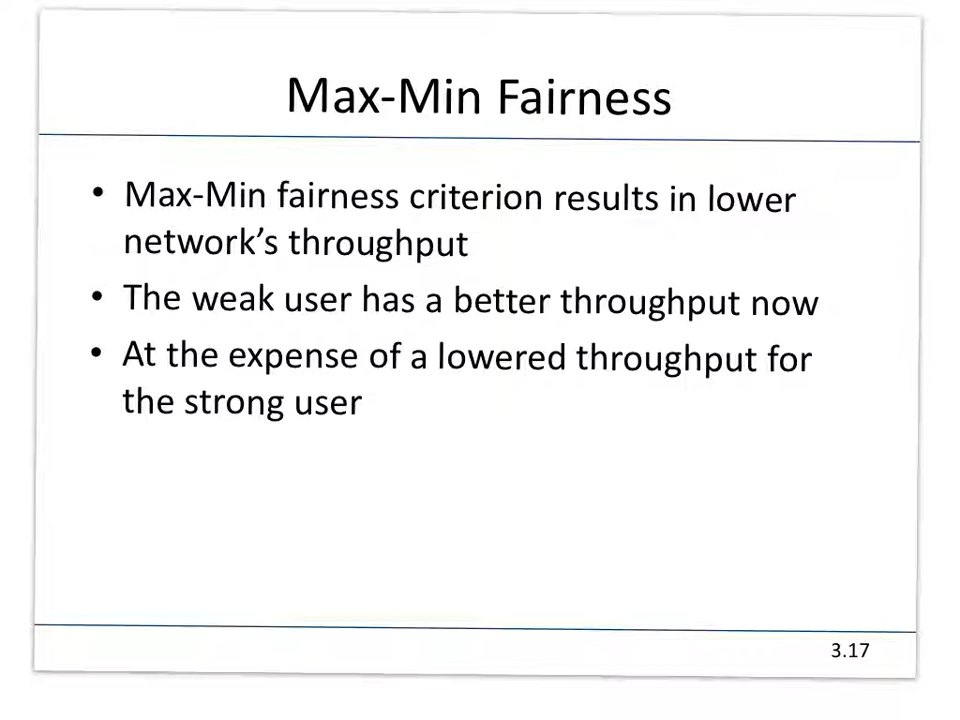 Max-Min Fairness
• Max-Min fairness criterion results in lower
network's throughput
• The weak user has a better throughput now
• At the expense of a lowered throughput for
the strong user
3.17